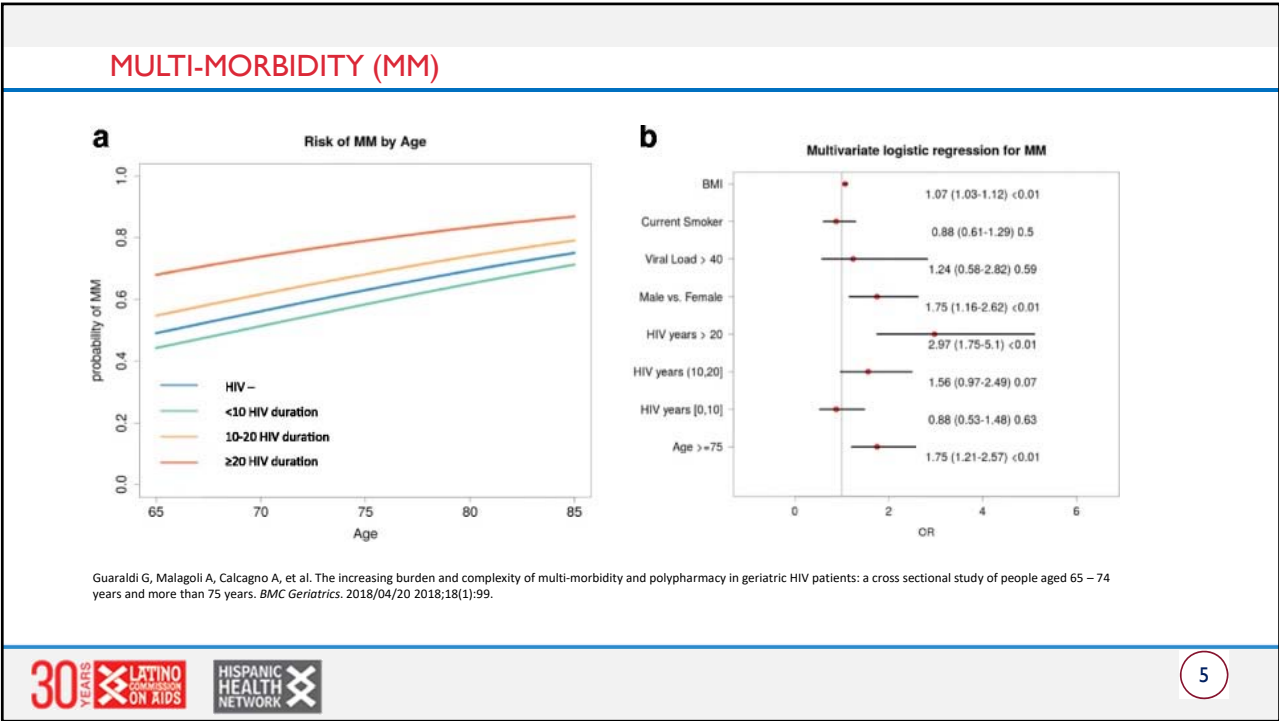 MULTI-MORBIDITY (MM)
a
Risk of MM by Age
probability of MM
1.0
0.8
0.6
0.4
0.2
0.0
HIV –
<10 HIV duration
10-20 HIV duration
≥20 HIV duration
65 70 75 80 85
Age
b
Multivariate logistic regression for MM
BMI 1.07 (1.03-1.12) <0.01
Current Smoker 0.88 (0.61-1.29) 0.5
Viral Load > 40 1.24 (0.58-2.82) 0.59
Male vs. Female 1.75 (1.16-2.62) <0.01
HIV years > 20 2.97 (1.75-5.1) <0.01
HIV years (10,20] 1.56 (0.97-2.49) 0.07
HIV years [0,10] 0.88 (0.53-1.48) 0.63
Age >=75 1.75 (1.21-2.57) <0.01
0 2 4 6
OR
Guaraldi G, Malagoli A, Calcagno A, et al. The increasing burden and complexity of multi-morbidity and polypharmacy in geriatric HIV patients: a cross sectional study of people aged 65 – 74
years and more than 75 years. BMC Geriatrics. 2018/04/20 2018;18(1):99.
30 YEARS
LATINO
COMMISSION
ON AIDS
HISPANIC
HEALTH
NETWORK
5